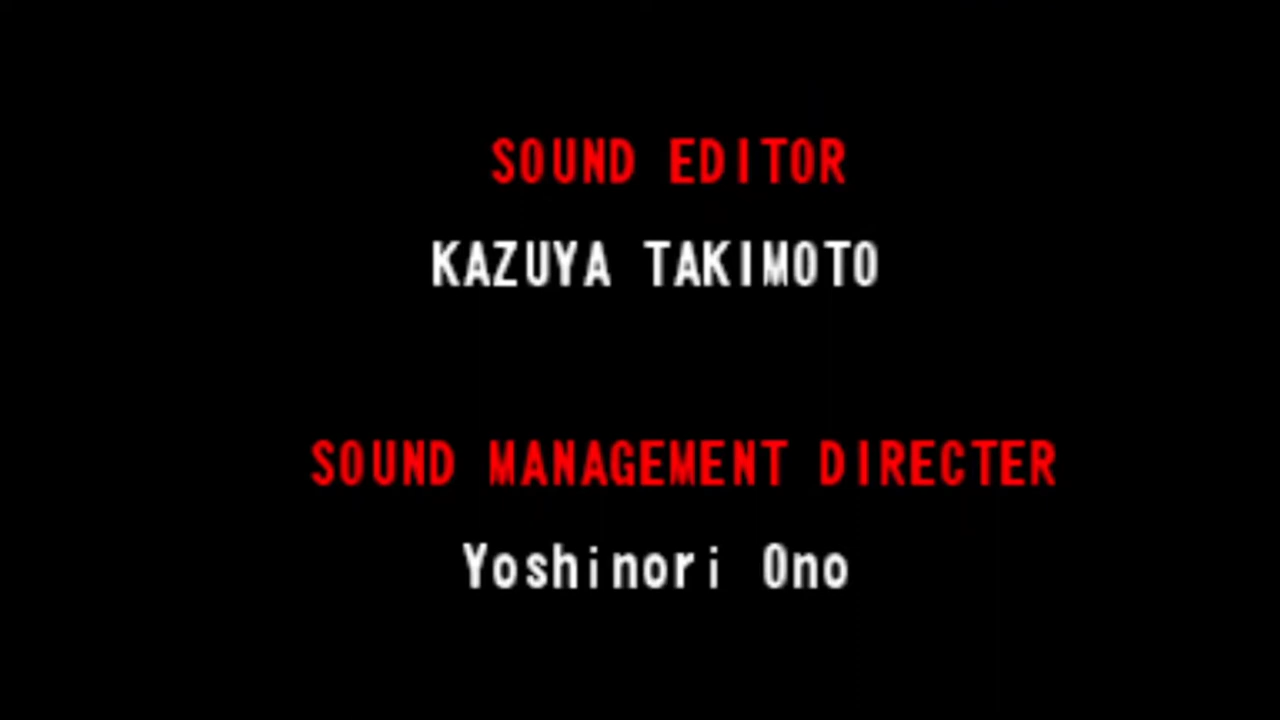 SOUND EDITOR
KAZUYA TAKIMOTO
SOUND MANAGEMENT DIRECTER
Yoshinori Ono